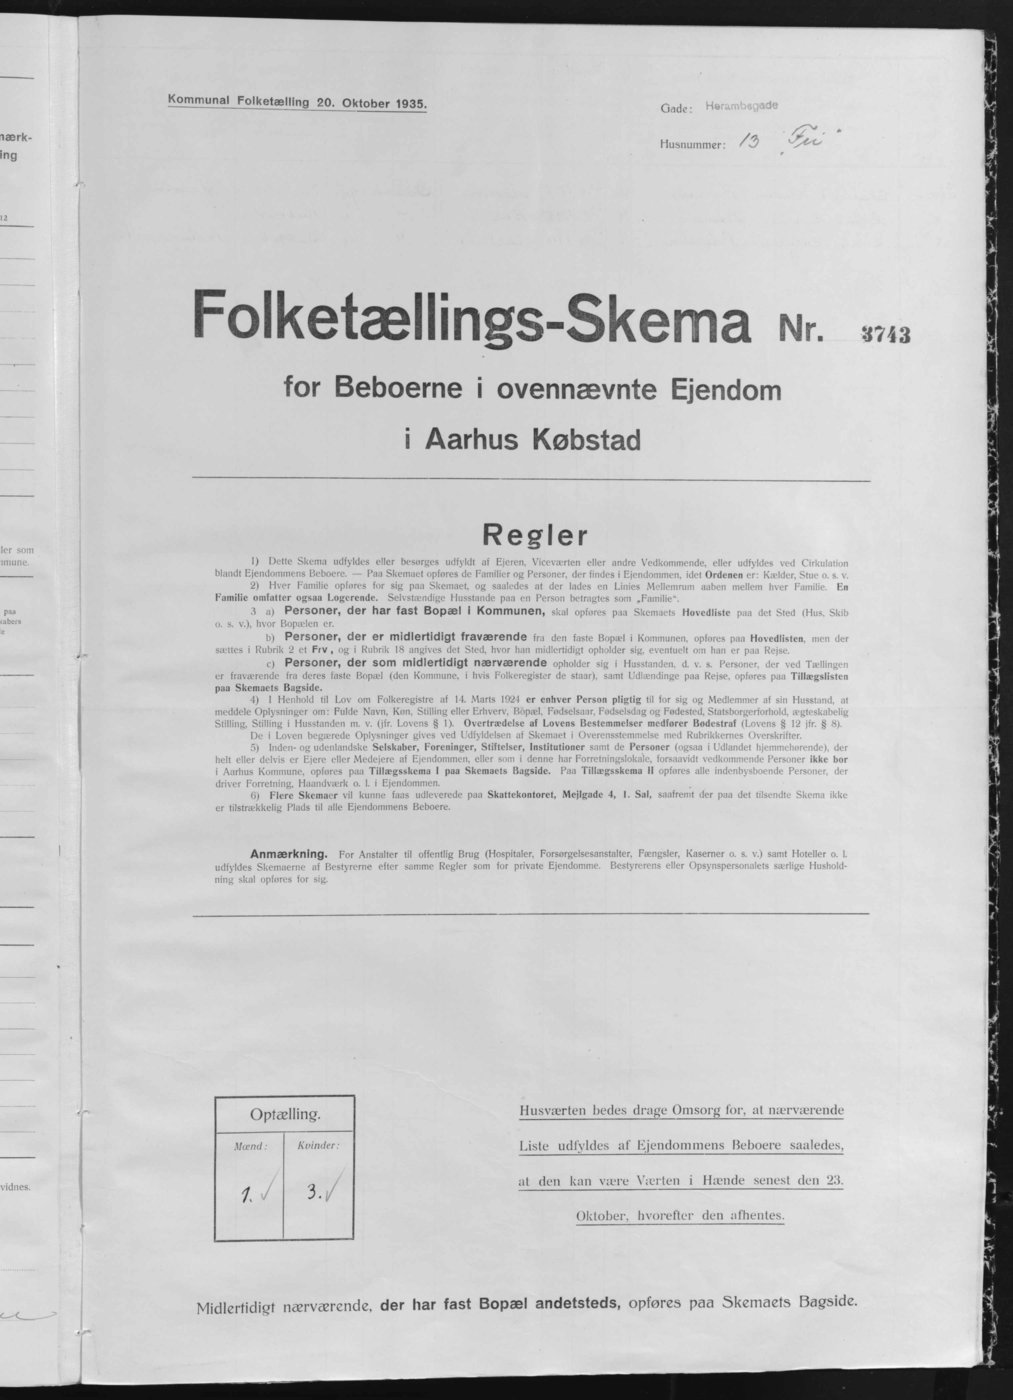 Kommunal Folketælling 20. Oktober 1935.
Gade: Herambsgade
Husnummer: 13 "Fri"
Folketællings-Skema Nr. 3743
for Beboerne i ovennævnte Ejendom
i Aarhus Købstad
Regler
1) Dette Skema udfyldes eller besørges udfyldt af Ejeren, Viceværten eller andre Vedkommende, eller udfyldes ved Cirkulation
blandt Ejendommens Beboere. — Paa Skemaet opføres de Familier og Personer, der findes i Ejendommen, idet Ordenen er: Kælder, Stue o. s. v.
2) Hver Familie opføres for sig paa Skemaet, og saaledes at der lades en Linies Mellemrum aaben mellem hver Familie. En
Familie omfatter ogsaa Logerende. Selvstændige Husstande paa en Person betragtes som „Familie“.
3 a) Personer, der har fast Bopæl i Kommunen, skal opføres paa Skemaets Hovedliste paa det Sted (Hus, Skib
o. s. v.), hvor Bopælen er.
b) Personer, der er midlertidigt fraværende fra den faste Bopæl i Kommunen, opføres paa Hovedlisten, men der
sættes i Rubrik 2 et Frv., og i Rubrik 18 angives det Sted, hvor han midlertidigt opholder sig, eventuelt om han er paa Rejse.
c) Personer, der som midlertidigt nærværende opholder sig i Husstanden, d. v. s. Personer, der ved Tællingen
er fraværende fra deres faste Bopæl (den Kommune, i hvis Folkeregister de staar), samt Udlændinge paa Rejse, opføres paa Tillægslisten
paa Skemaets Bagside.
4) I Henhold til Lov om Folkeregistre af 14. Marts 1924 er enhver Person pligtig til for sig og Medlemmer af sin Husstand, at
meddele Oplysninger om: Fulde Navn, Køn, Stilling eller Erhverv, Bopæl, Fødselsaar, Fødselsdag og Fødested, Statsborgerforhold, ægteskabelig
Stilling, Stilling i Husstanden m. v. (jfr. Lovens § 1). Overtrædelse af Lovens Bestemmelser medfører Bødestraf (Lovens § 12 jfr. § 8).
De i Loven begærede Oplysninger gives ved Udfyldelsen af Skemaet i Overensstemmelse med Rubrikkernes Overskrifter.
5) Inden- og udenlandske Selskaber, Foreninger, Stiftelser, Institutioner samt de Personer (ogsaa i Udlandet hjemmehørende), der
helt eller delvis er Ejere eller Medejere af Ejendommen, eller som i denne har Forretningslokale, forsaavidt vedkommende Personer ikke bor
i Aarhus Kommune, opføres paa Tillægsskema I paa Skemaets Bagside. Paa Tillægsskema II opføres alle indenbysboende Personer, der
driver Forretning, Haandværk o. l. i Ejendommen.
6) Flere Skemaer vil kunne faas udleverede paa Skattekontoret, Mejlgade 4, 1. Sal, saafremt der paa det tilsendte Skema ikke
er tilstrækkelig Plads til alle Ejendommens Beboere.
Anmærkning. For Anstalter til offentlig Brug (Hospitaler, Forsørgelsesanstalter, Fængsler, Kaserner o. s. v.) samt Hoteller o. l.
udfyldes Skemaerne af Bestyrerne efter samme Regler som for private Ejendomme. Bestyrerens eller Opsynspersonalets særlige Hushold-
ning skal opføres for sig.
Optælling.
Mænd: Kvinder:
1. ✓ 3. ✓
Husværten bedes drage Omsorg for, at nærværende
Liste udfyldes af Ejendommens Beboere saaledes,
at den kan være Værten i Hænde senest den 23.
Oktober, hvorefter den afhentes.
Midlertidigt nærværende, der har fast Bopæl andetsteds, opføres paa Skemaets Bagside.